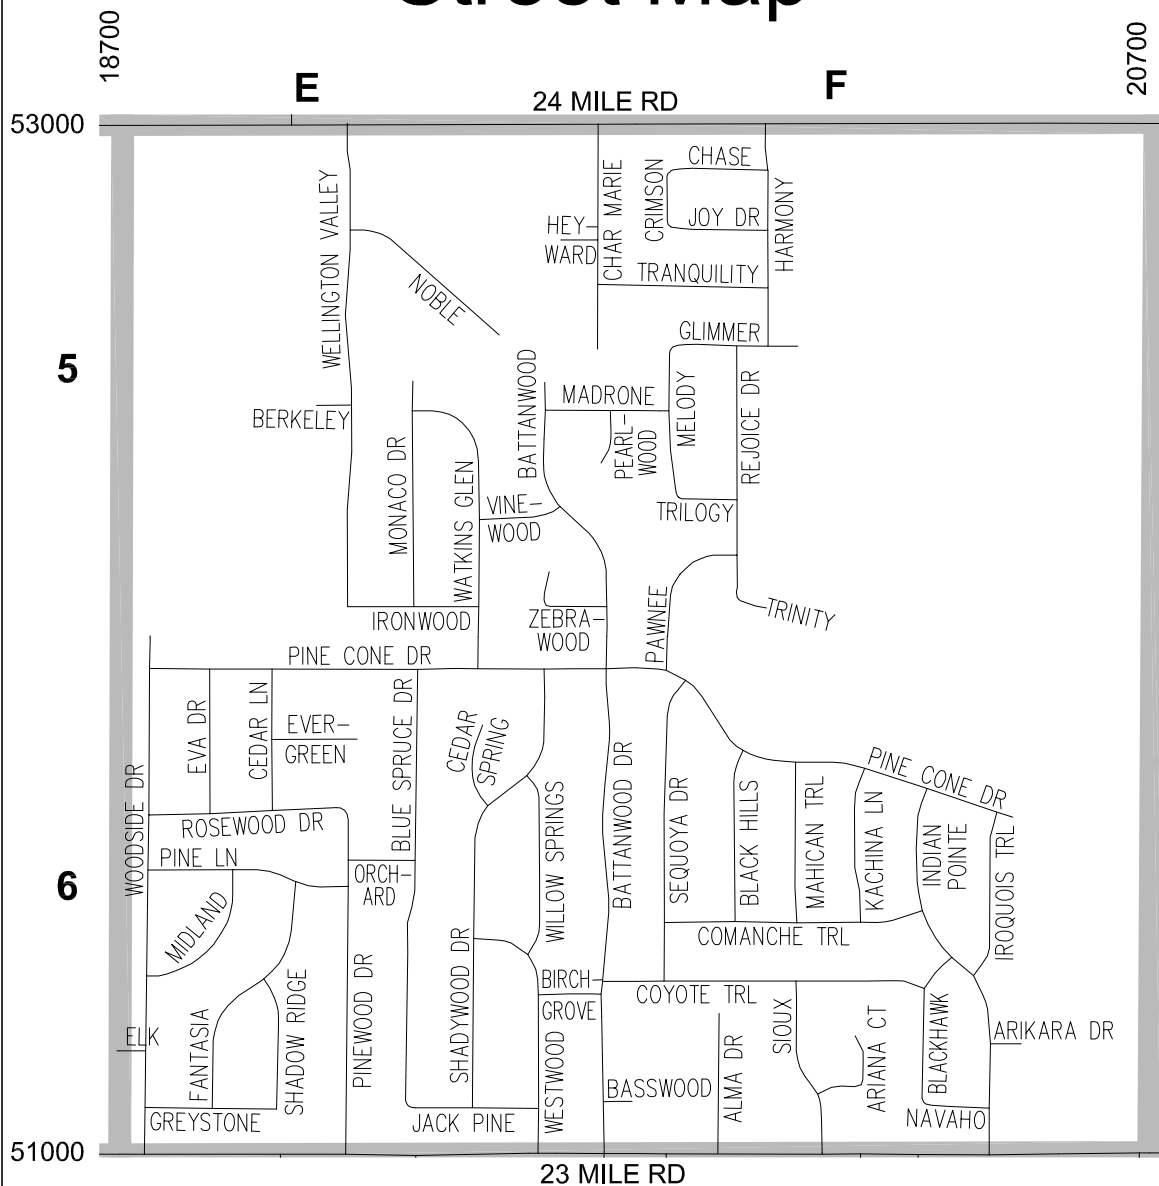 Street Map
18700
20700
E
F
24 MILE RD
53000
CHASE
CRIMSON
CHAR MARIE
WELLINGTON VALLEY
HARMONY
JOY DR
HEY-
WARD
TRANQUILITY
NOBLE
GLIMMER
5
BATTANWOOD
MADRONE
MELODY
REJOICE DR
BERKELEY
PEARL-
WOOD
MONACO DR
WATKINS GLEN
VINE-
WOOD
TRILOGY
PAWNEE
TRINITY
IRONWOOD
ZEBRA-
WOOD
PINE CONE DR
EVA DR
CEDAR LN
EVER-
GREEN
BLUE SPRUCE DR
CEDAR
SPRING
BATTANWOOD DR
PINE CONE DR
WOODSIDE DR
ROSEWOOD DR
WILLOW SPRINGS
SEQUOYA DR
BLACK HILLS
MAHICAN TRL
KACHINA LN
INDIAN
POINTE
IROQUOIS TRL
PINE LN
6
ORCH-
ARD
MIDLAND
COMANCHE TRL
SHADYWOOD DR
PINEWOOD DR
SHADOW RIDGE
BIRCH-
GROVE
COYOTE TRL
FANTASIA
SIOUX
ARIANA CT
BLACKHAWK
ARIKARA DR
ELK
WESTWOOD
BASSWOOD
ALMA DR
GREYSTONE
JACK PINE
NAVAHO
51000
23 MILE RD